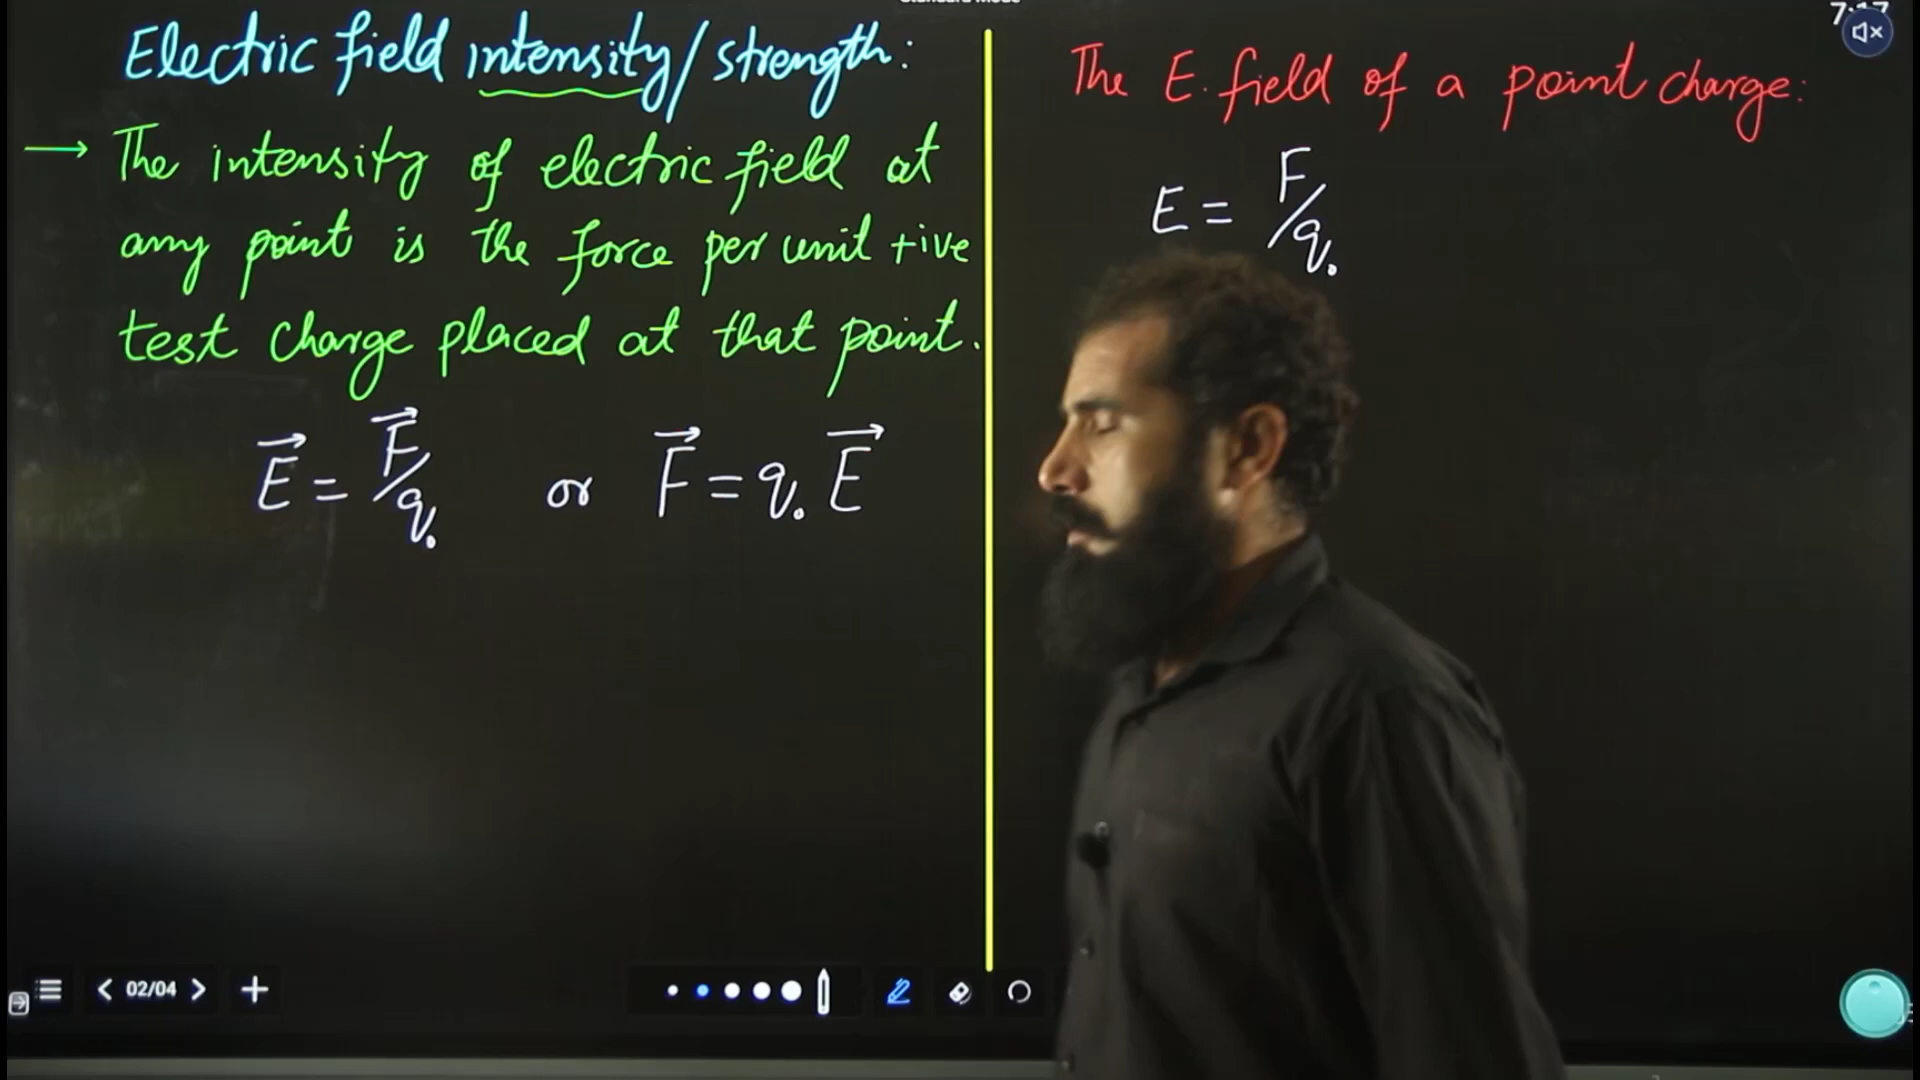 Electric field intensity/strength:
→ The intensity of electric field at
any point is the force per unit +ive
test charge placed at that point.
E⃗ = F⃗/q₀ or F⃗ = q₀ E⃗
The E. field of a point charge:
E = F/q₀
02/04